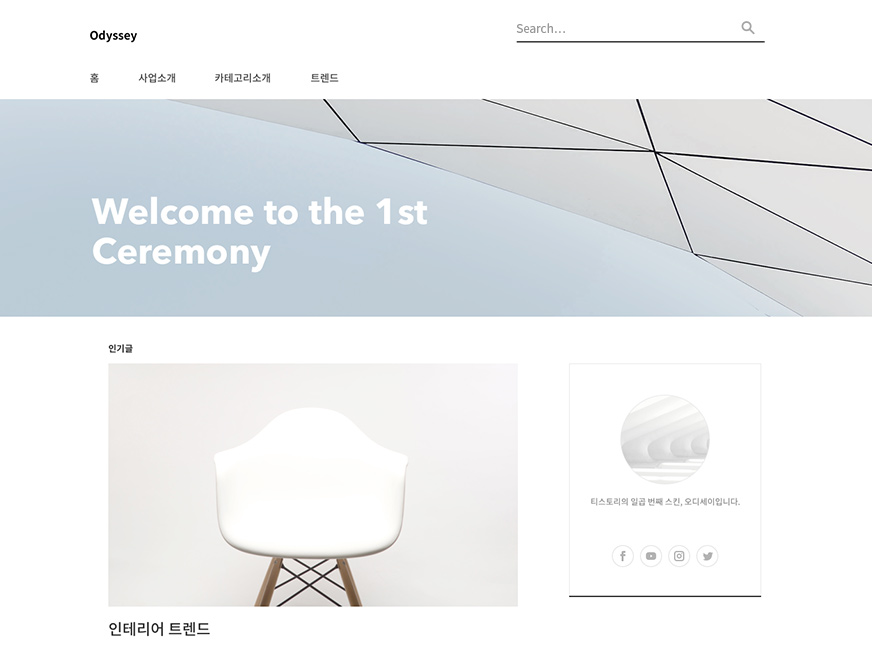 Odyssey
Search...
홈 사업소개 카테고리소개 트렌드
Welcome to the 1st
Ceremony
인기글
티스토리의 일곱 번째 스킨, 오디세이입니다.
인테리어 트렌드